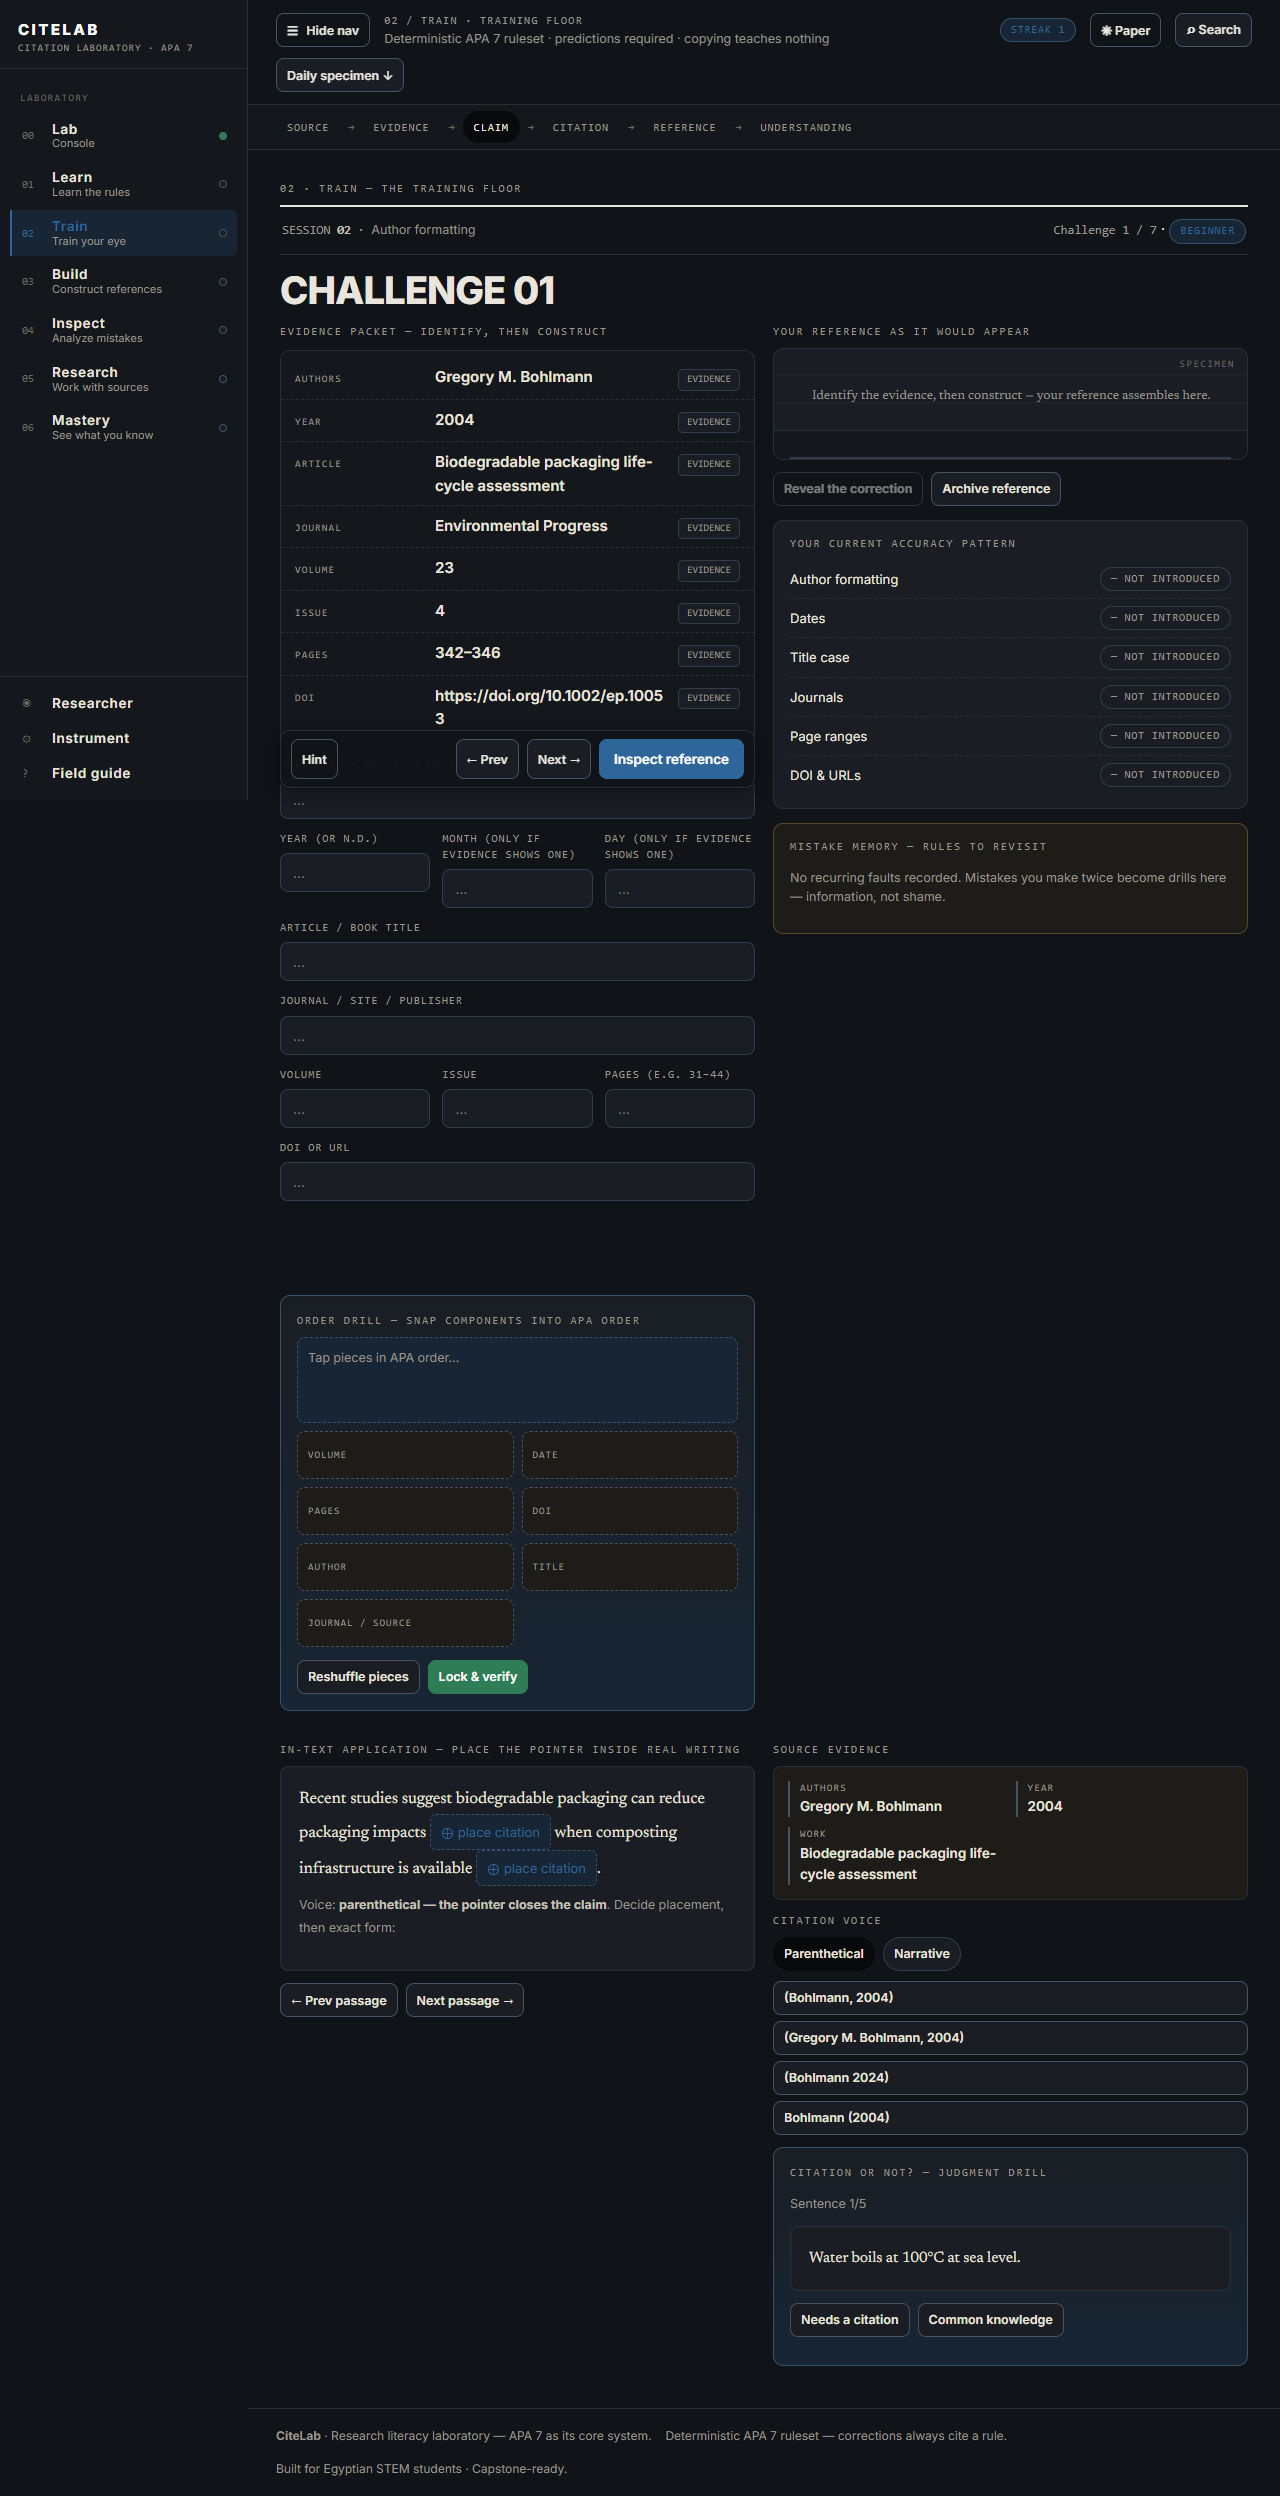 CITELAB
CITATION LABORATORY · APA 7
LABORATORY
00 Lab
Console
01 Learn
Learn the rules
02 Train
Train your eye
03 Build
Construct references
04 Inspect
Analyze mistakes
05 Research
Work with sources
06 Mastery
See what you know
Researcher
Instrument
? Field guide
☰ Hide nav
02 / TRAIN · TRAINING FLOOR
Deterministic APA 7 ruleset · predictions required · copying teaches nothing
STREAK 1
Paper
Search
Daily specimen ↓
SOURCE → EVIDENCE → CLAIM → CITATION → REFERENCE → UNDERSTANDING
02 · TRAIN — THE TRAINING FLOOR
SESSION 02 · Author formatting
Challenge 1 / 7 · BEGINNER
CHALLENGE 01
EVIDENCE PACKET — IDENTIFY, THEN CONSTRUCT
AUTHORS Gregory M. Bohlmann EVIDENCE
YEAR 2004 EVIDENCE
ARTICLE Biodegradable packaging life-
cycle assessment EVIDENCE
JOURNAL Environmental Progress EVIDENCE
VOLUME 23 EVIDENCE
ISSUE 4 EVIDENCE
PAGES 342–346 EVIDENCE
DOI https://doi.org/10.1002/ep.1005
3 EVIDENCE
Hint
← Prev
Next →
Inspect reference
...
YEAR (OR N.D.)
MONTH (ONLY IF
EVIDENCE SHOWS ONE)
DAY (ONLY IF EVIDENCE
SHOWS ONE)
...
...
...
ARTICLE / BOOK TITLE
...
JOURNAL / SITE / PUBLISHER
...
VOLUME
ISSUE
PAGES (E.G. 31–44)
...
...
...
DOI OR URL
...
YOUR REFERENCE AS IT WOULD APPEAR
SPECIMEN
Identify the evidence, then construct — your reference assembles here.
Reveal the correction
Archive reference
YOUR CURRENT ACCURACY PATTERN
Author formatting — NOT INTRODUCED
Dates — NOT INTRODUCED
Title case — NOT INTRODUCED
Journals — NOT INTRODUCED
Page ranges — NOT INTRODUCED
DOI & URLs — NOT INTRODUCED
MISTAKE MEMORY — RULES TO REVISIT
No recurring faults recorded. Mistakes you make twice become drills here
— information, not shame.
ORDER DRILL — SNAP COMPONENTS INTO APA ORDER
Tap pieces in APA order...
VOLUME
DATE
PAGES
DOI
AUTHOR
TITLE
JOURNAL / SOURCE
Reshuffle pieces
Lock & verify
IN-TEXT APPLICATION — PLACE THE POINTER INSIDE REAL WRITING
Recent studies suggest biodegradable packaging can reduce
packaging impacts ⊕ place citation when composting
infrastructure is available ⊕ place citation.
Voice: parenthetical — the pointer closes the claim. Decide placement,
then exact form:
← Prev passage
Next passage →
SOURCE EVIDENCE
AUTHORS
Gregory M. Bohlmann
YEAR
2004
WORK
Biodegradable packaging life-
cycle assessment
CITATION VOICE
Parenthetical
Narrative
(Bohlmann, 2004)
(Gregory M. Bohlmann, 2004)
(Bohlmann 2024)
Bohlmann (2004)
CITATION OR NOT? — JUDGMENT DRILL
Sentence 1/5
Water boils at 100°C at sea level.
Needs a citation
Common knowledge
CiteLab · Research literacy laboratory — APA 7 as its core system. Deterministic APA 7 ruleset — corrections always cite a rule.
Built for Egyptian STEM students · Capstone-ready.